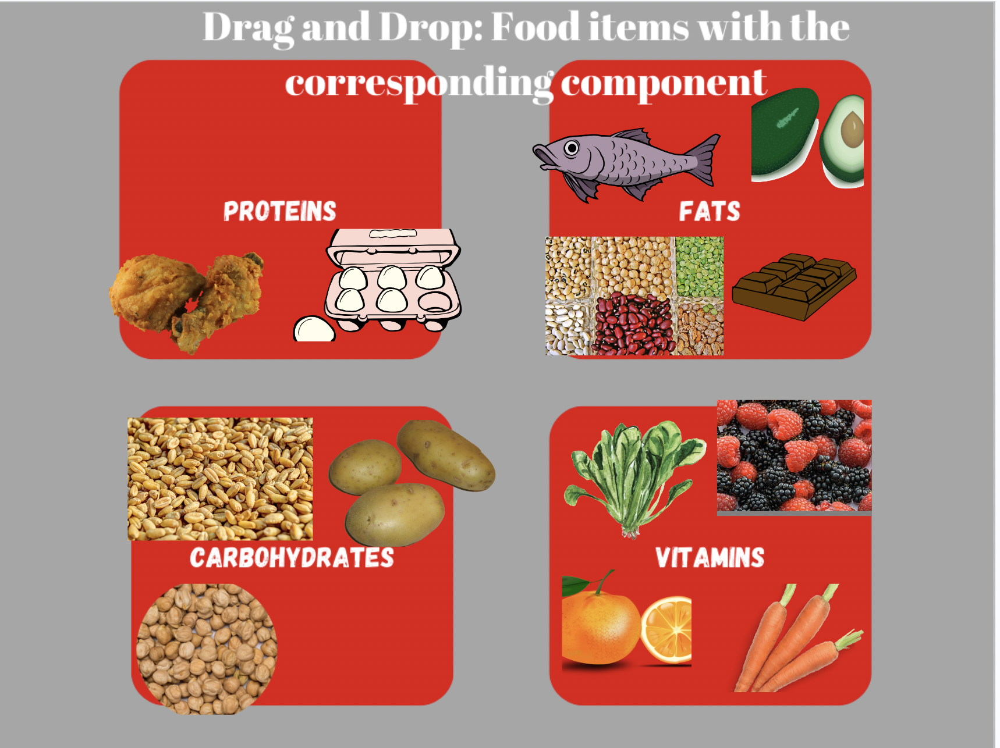 Drag and Drop: Food items with the
corresponding component
PROTEINS
FATS
CARBOHYDRATES
VITAMINS